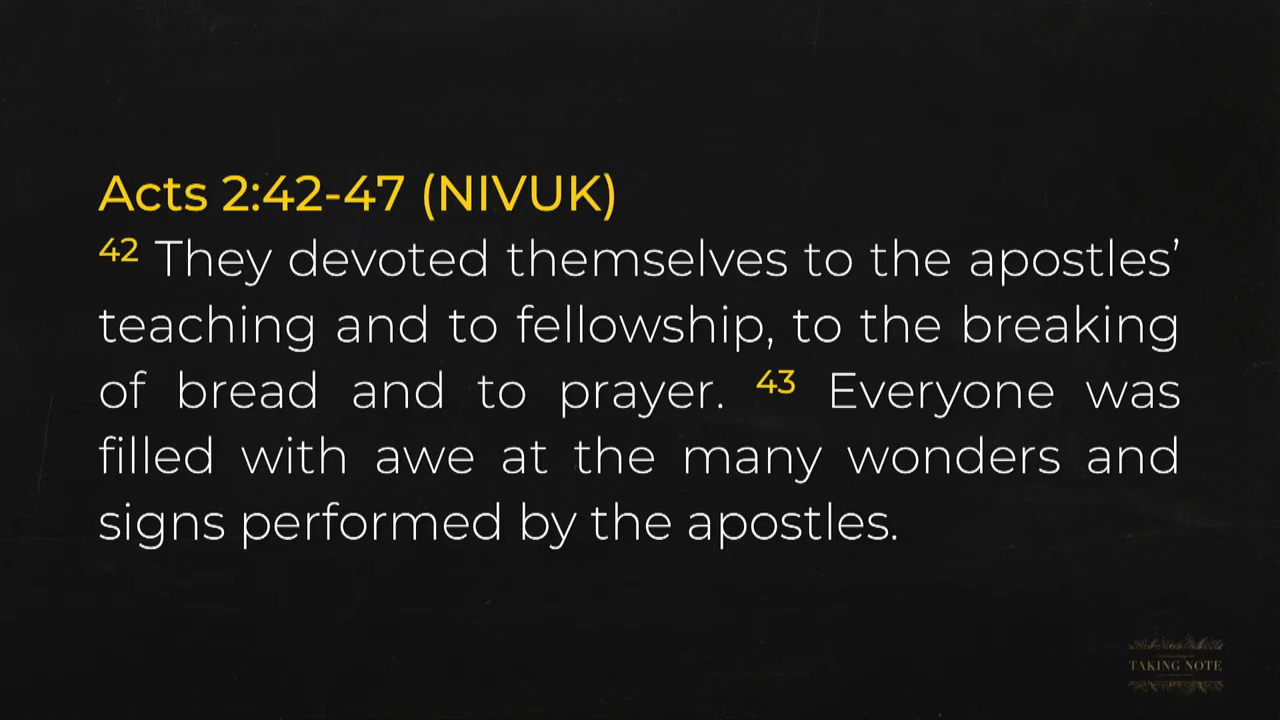 Acts 2:42-47 (NIVUK)
42 They devoted themselves to the apostles’
teaching and to fellowship, to the breaking
of bread and to prayer. 43 Everyone was
filled with awe at the many wonders and
signs performed by the apostles.
TAKING NOTE